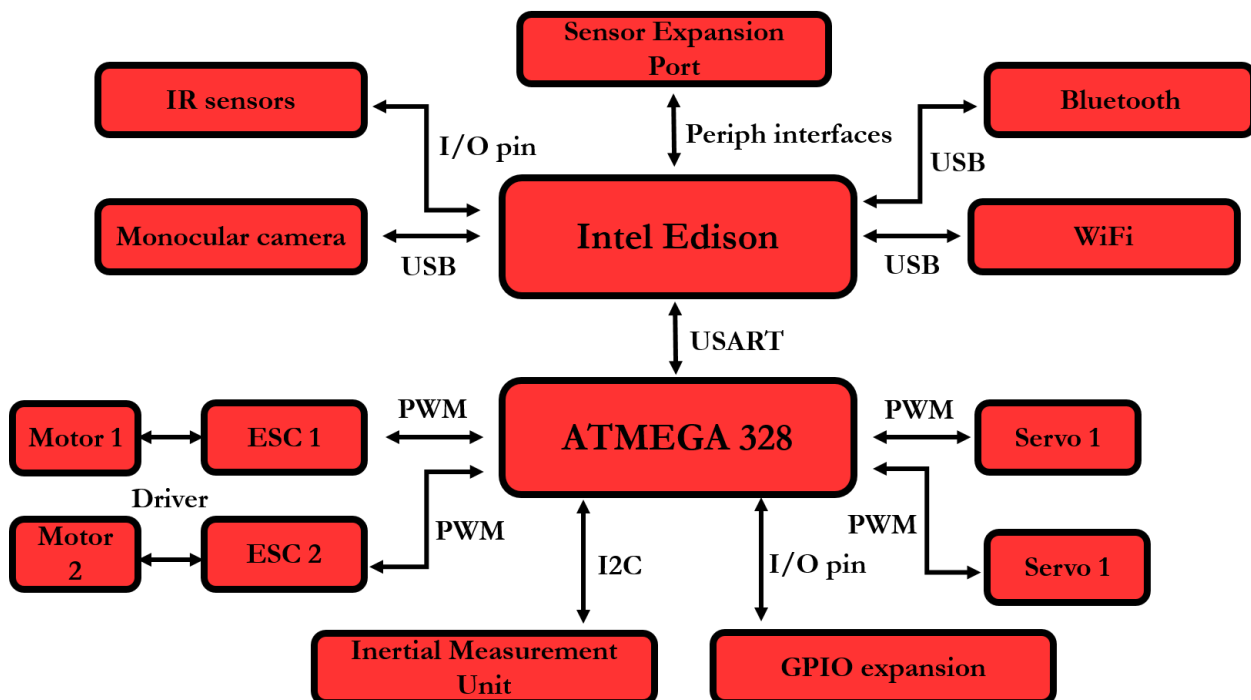 Sensor Expansion
Port
IR sensors
Bluetooth
I/O pin
Periph interfaces
USB
Monocular camera
Intel Edison
WiFi
USB
USB
USART
PWM
PWM
Motor 1
ESC 1
ATMEGA 328
Servo 1
Driver
PWM
PWM
Motor
2
ESC 2
I2C
I/O pin
Servo 1
Inertial Measurement
Unit
GPIO expansion